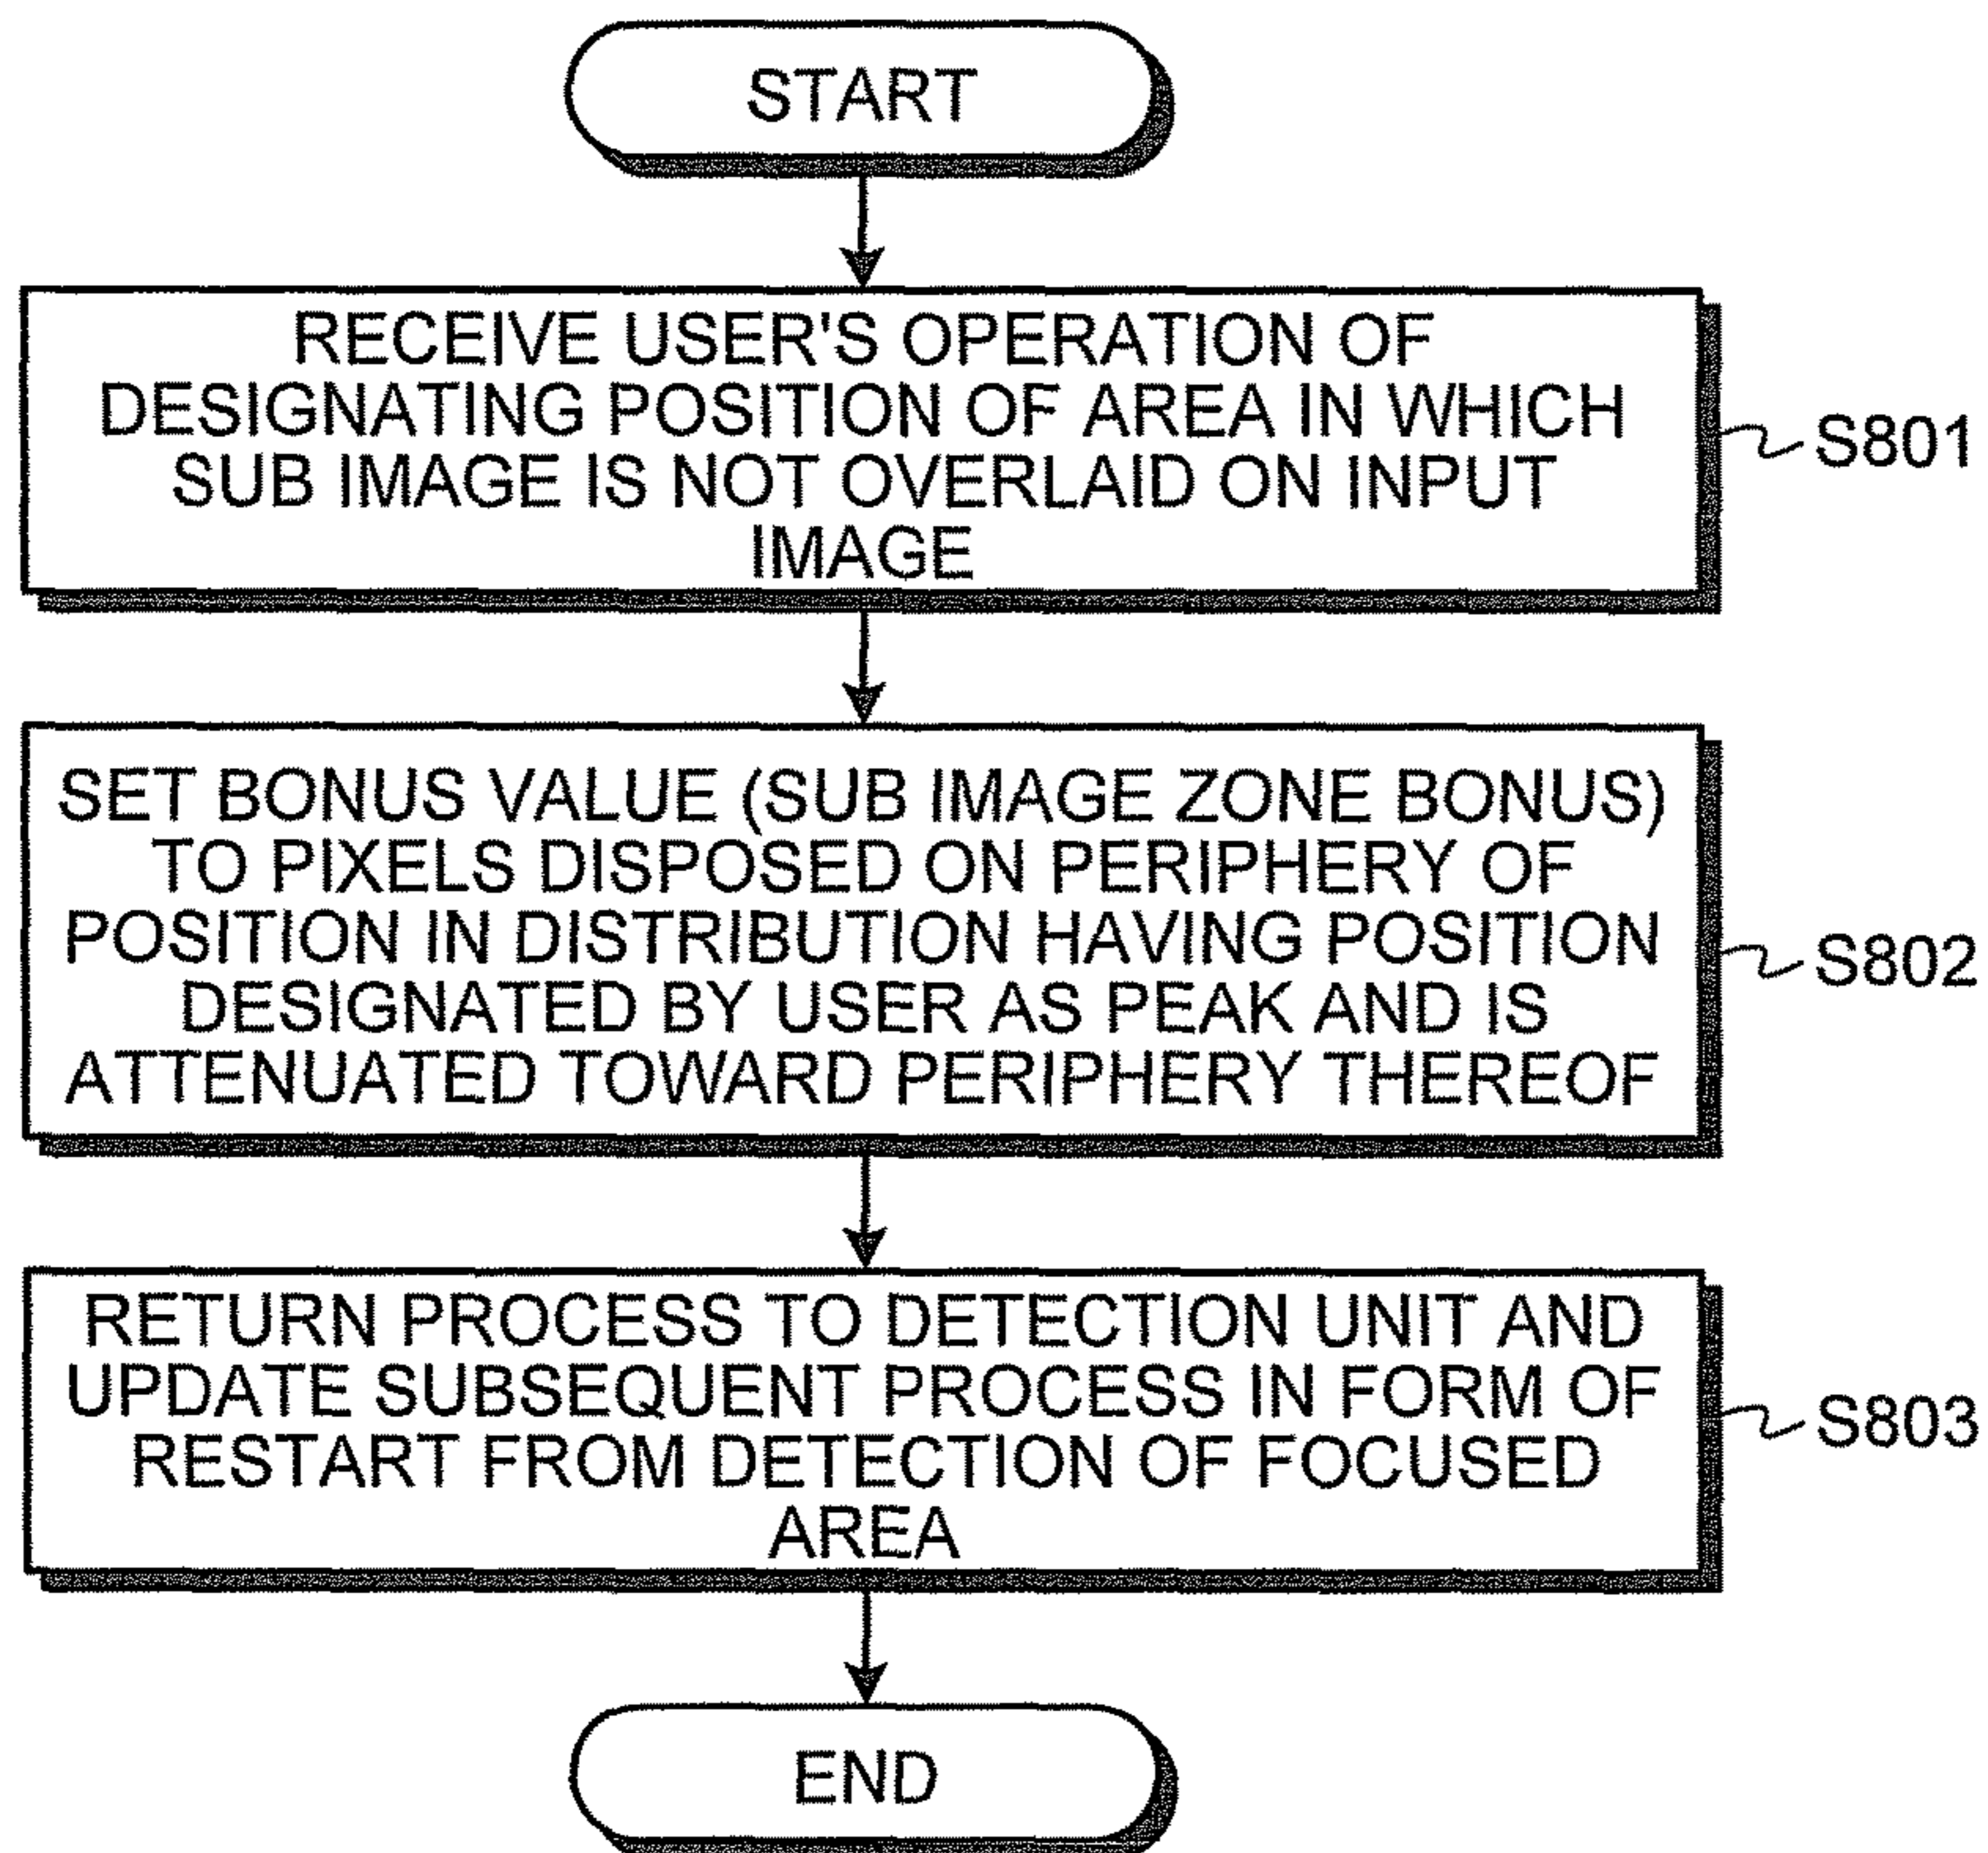 START
RECEIVE USER'S OPERATION OF
DESIGNATING POSITION OF AREA IN WHICH
SUB IMAGE IS NOT OVERLAID ON INPUT
IMAGE
S801
SET BONUS VALUE (SUB IMAGE ZONE BONUS)
TO PIXELS DISPOSED ON PERIPHERY OF
POSITION IN DISTRIBUTION HAVING POSITION
DESIGNATED BY USER AS PEAK AND IS
ATTENUATED TOWARD PERIPHERY THEREOF
S802
RETURN PROCESS TO DETECTION UNIT AND
UPDATE SUBSEQUENT PROCESS IN FORM OF
RESTART FROM DETECTION OF FOCUSED
AREA
S803
END